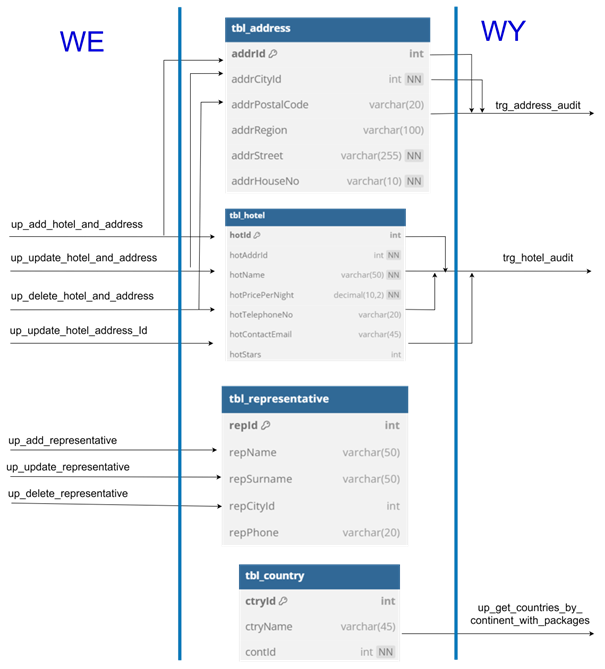 WE
WY
tbl_address
addrId int
addrCityId int NN
addrPostalCode varchar(20)
addrRegion varchar(100)
addrStreet varchar(255) NN
addrHouseNo varchar(10) NN
trg_address_audit
up_add_hotel_and_address
up_update_hotel_and_address
up_delete_hotel_and_address
up_update_hotel_address_Id
tbl_hotel
hotId int
hotAddrId int NN
hotName varchar(50) NN
hotPricePerNight decimal(10,2) NN
hotTelephoneNo varchar(20)
hotContactEmail varchar(45)
hotStars int
trg_hotel_audit
tbl_representative
repId int
repName varchar(50)
repSurname varchar(50)
repCityId int
repPhone varchar(20)
up_add_representative
up_update_representative
up_delete_representative
tbl_country
ctryId int
ctryName varchar(45)
contId int NN
up_get_countries_by_
continent_with_packages